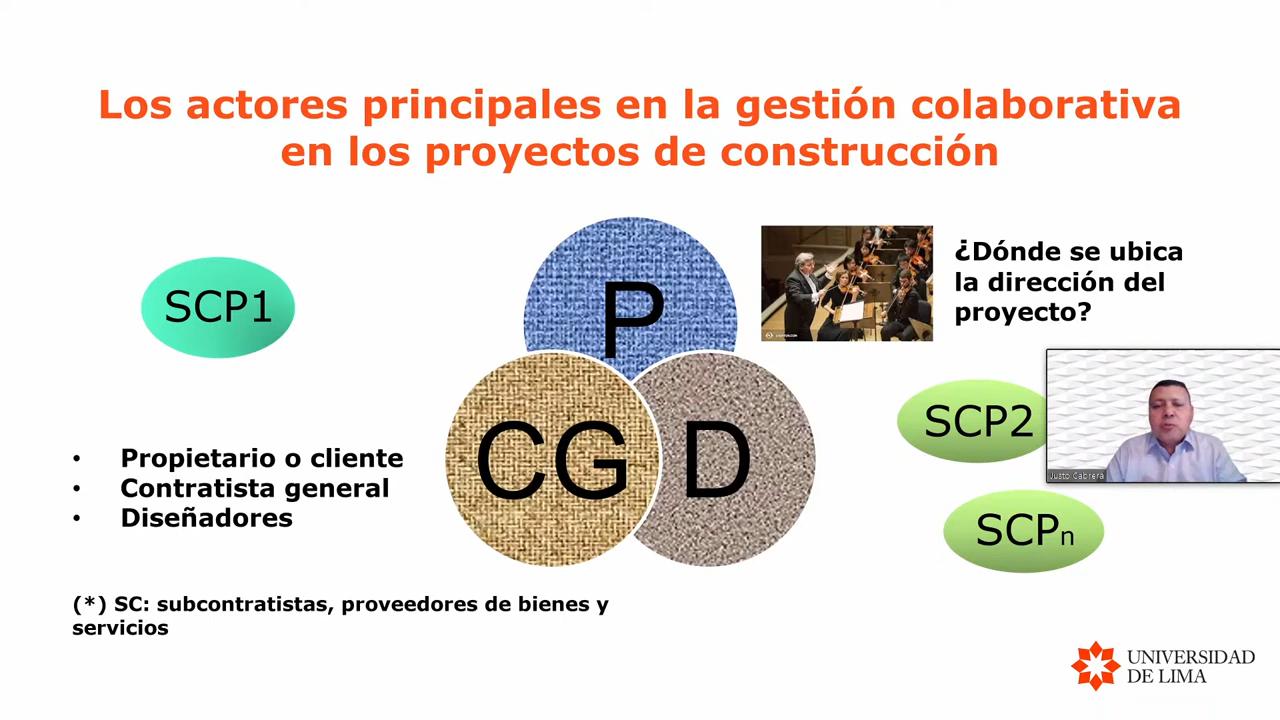 Los actores principales en la gestión colaborativa
en los proyectos de construcción
SCP1
P
CG
D
¿Dónde se ubica
la dirección del
proyecto?
SCP2
Justo Cabrera
SCPn
• Propietario o cliente
• Contratista general
• Diseñadores
(*) SC: subcontratistas, proveedores de bienes y
servicios
UNIVERSIDAD
DE LIMA